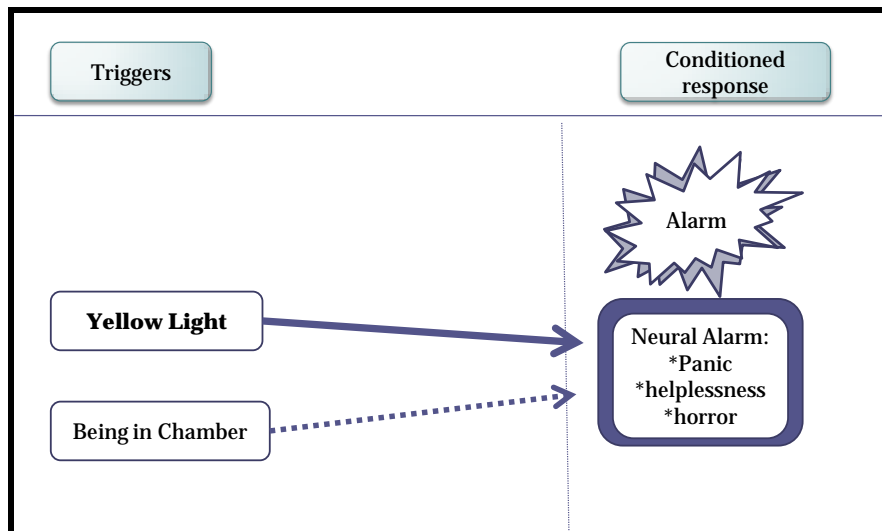 Triggers
Conditioned
response
Alarm
Yellow Light
Neural Alarm:
*Panic
*helplessness
*horror
Being in Chamber